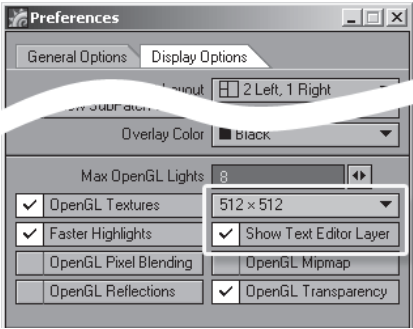 Preferences
General Options Display Options
Layout 2 Left, 1 Right
Overlay Color Black
Max OpenGL Lights 8
OpenGL Textures 512 × 512
Faster Highlights Show Text Editor Layer
OpenGL Pixel Blending OpenGL Mipmap
OpenGL Reflections OpenGL Transparency